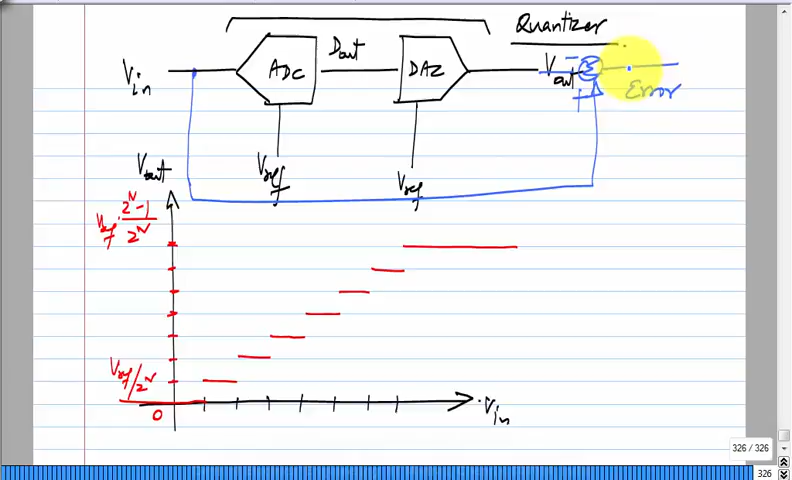 Quantizer
Vin ADC Dout DAC Vout - Σ
+ Error
Vref Vref
Vout
Vref · 2^N-1 / 2^N
Vref/2^N
0 Vin
326 / 326
326